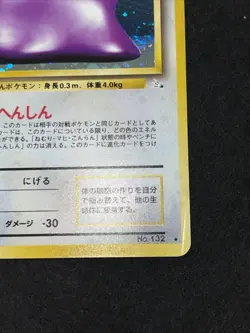 んポケモン：身長0.3m、体重4.0kg
へんしん
このカードは相手の対戦ポケモンと同じカードとしてあ
このカードについている限り、どの色のエネル
「ねむり・マヒ・こんらん」の状態の時やベンチに
へんしん」の力は消える。このカードに進化カードをつけ
にげる
ダメージ -30
体の細胞の作りを自分
で組み替えて、他の生
命体に変身する。
No.132